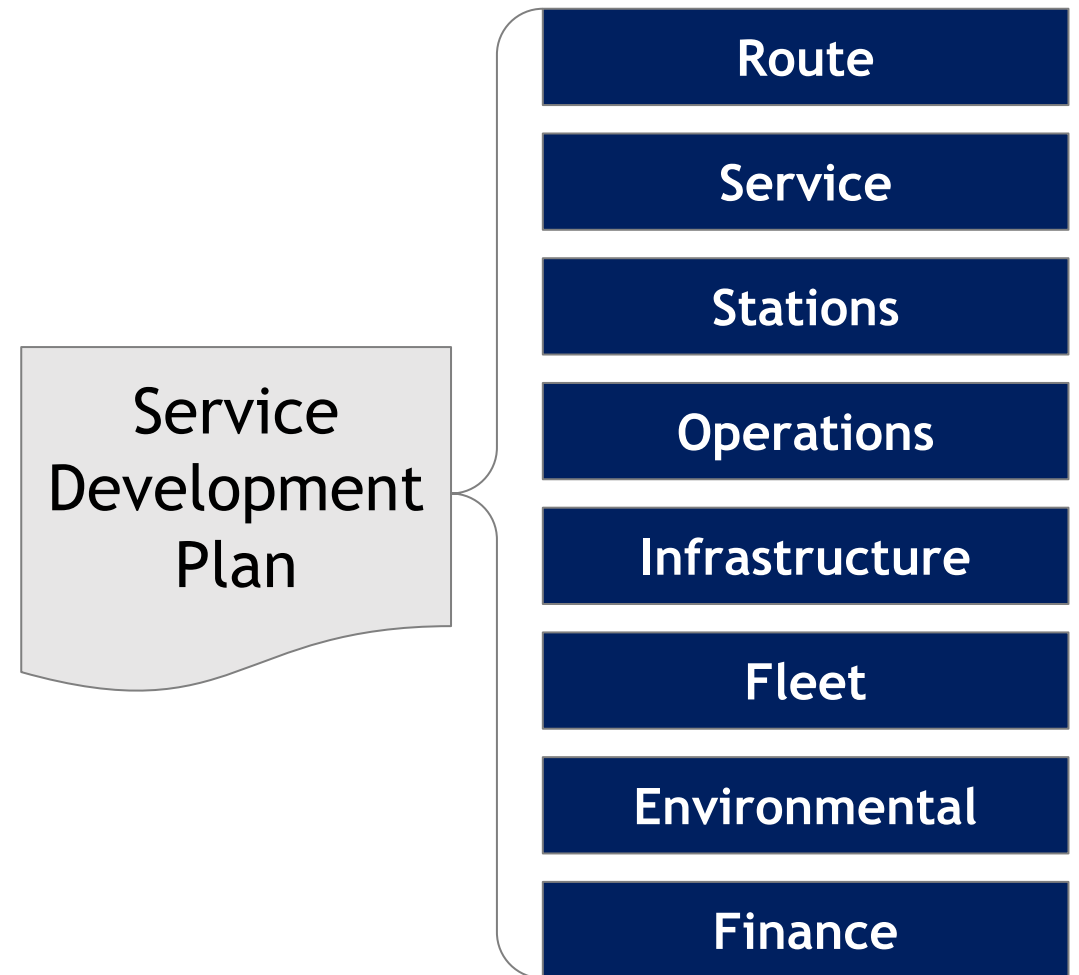 Service
Development
Plan
Route
Service
Stations
Operations
Infrastructure
Fleet
Environmental
Finance